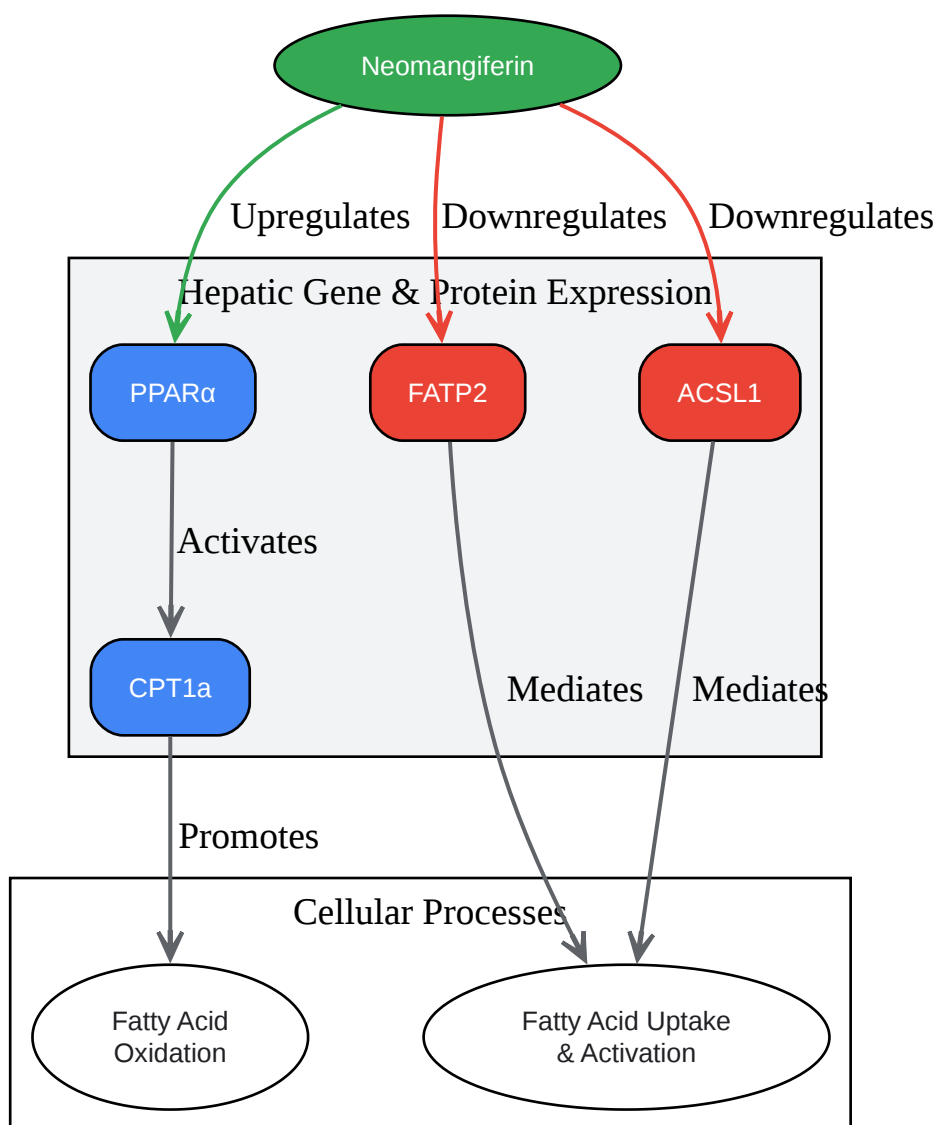 Neomangiferin
Upregulates
Downregulates
Downregulates
Hepatic Gene & Protein Expression
PPARα
FATP2
ACSL1
Activates
CPT1a
Mediates
Mediates
Promotes
Cellular Processes
Fatty Acid
Oxidation
Fatty Acid Uptake
& Activation